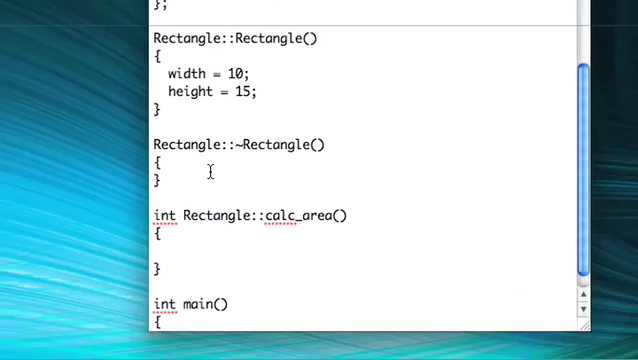 };
Rectangle::Rectangle()
{
width = 10;
height = 15;
}
Rectangle::~Rectangle()
{
}
int Rectangle::calc_area()
{
}
int main()
{